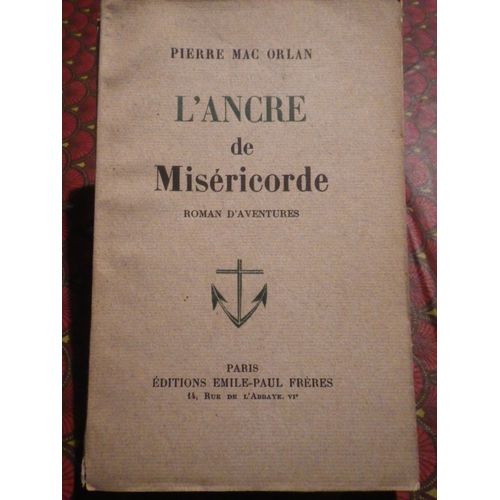 PIERRE MAC ORLAN
L'ANCRE
de
Miséricorde
ROMAN D'AVENTURES
PARIS
ÉDITIONS EMILE-PAUL FRÈRES
14, RUE DE L'ABBAYE. VIᵉ